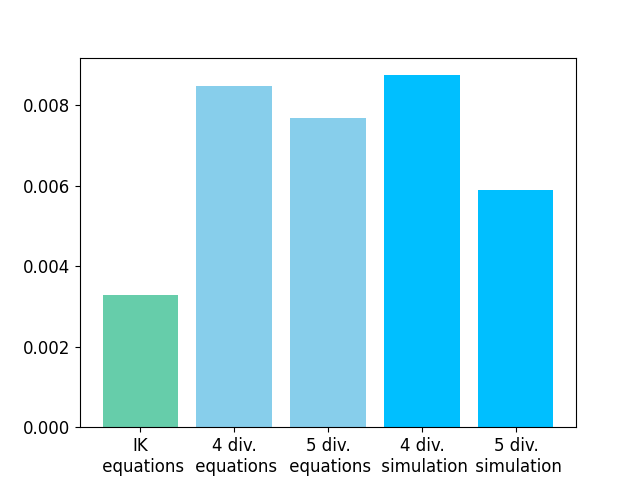 0.008
0.006
0.004
0.002
0.000
IK
equations
4 div.
equations
5 div.
equations
4 div.
simulation
5 div.
simulation